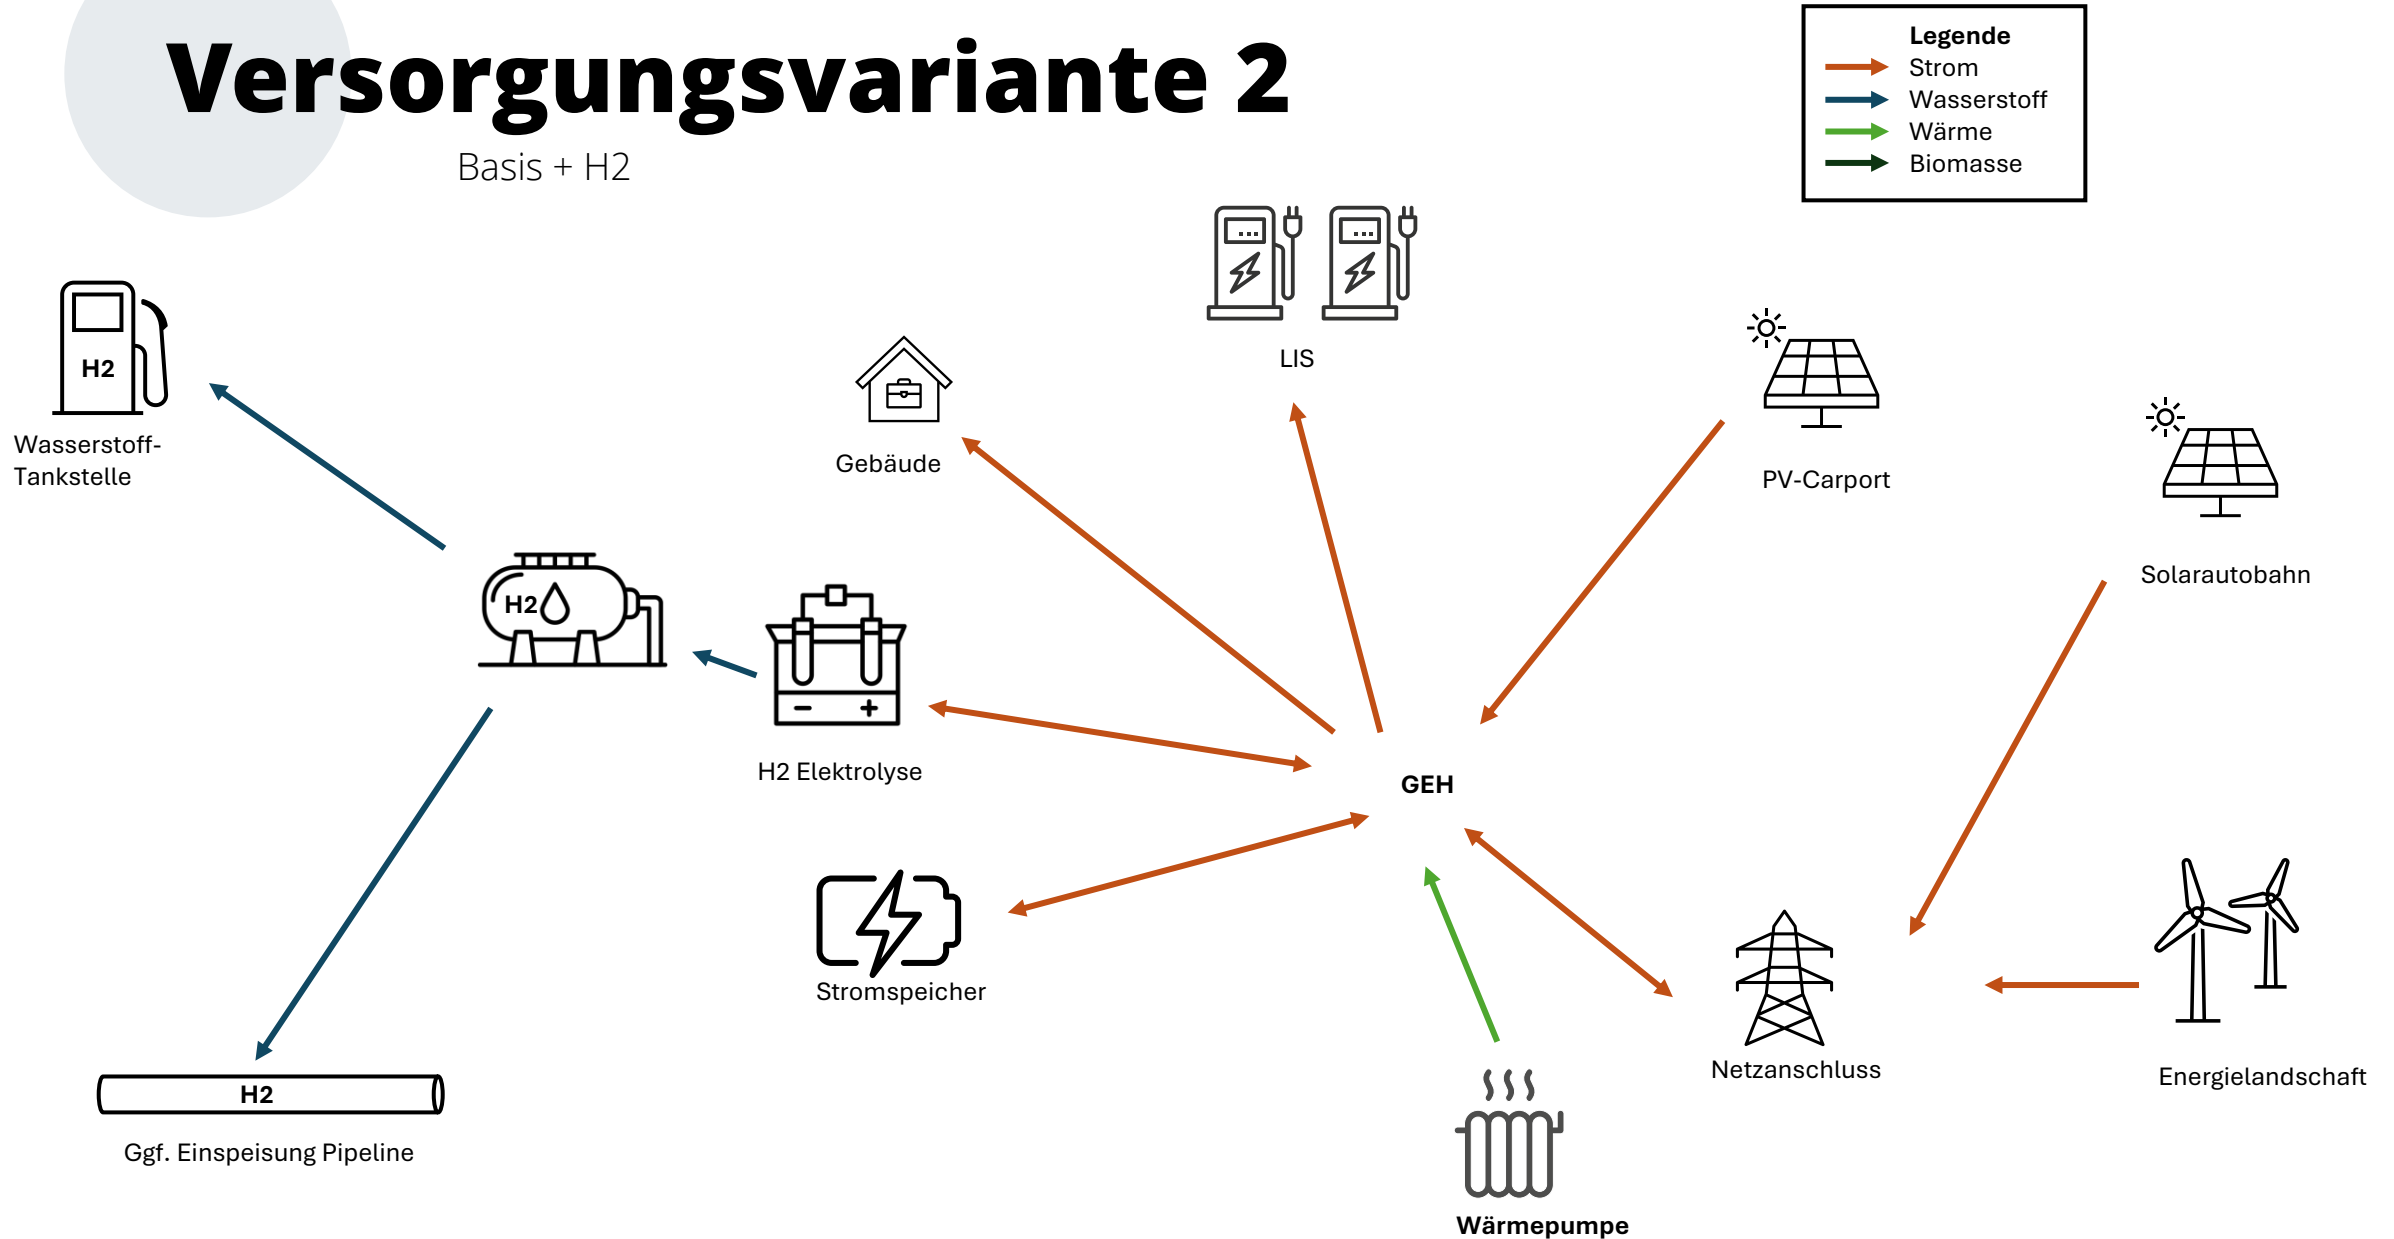 Versorgungsvariante 2
Basis + H2
Legende
Strom
Wasserstoff
Wärme
Biomasse
H2
Wasserstoff-
Tankstelle
Gebäude
LIS
PV-Carport
Solarautobahn
H2
H2 Elektrolyse
GEH
Stromspeicher
Netzanschluss
Energielandschaft
H2
Ggf. Einspeisung Pipeline
Wärmepumpe